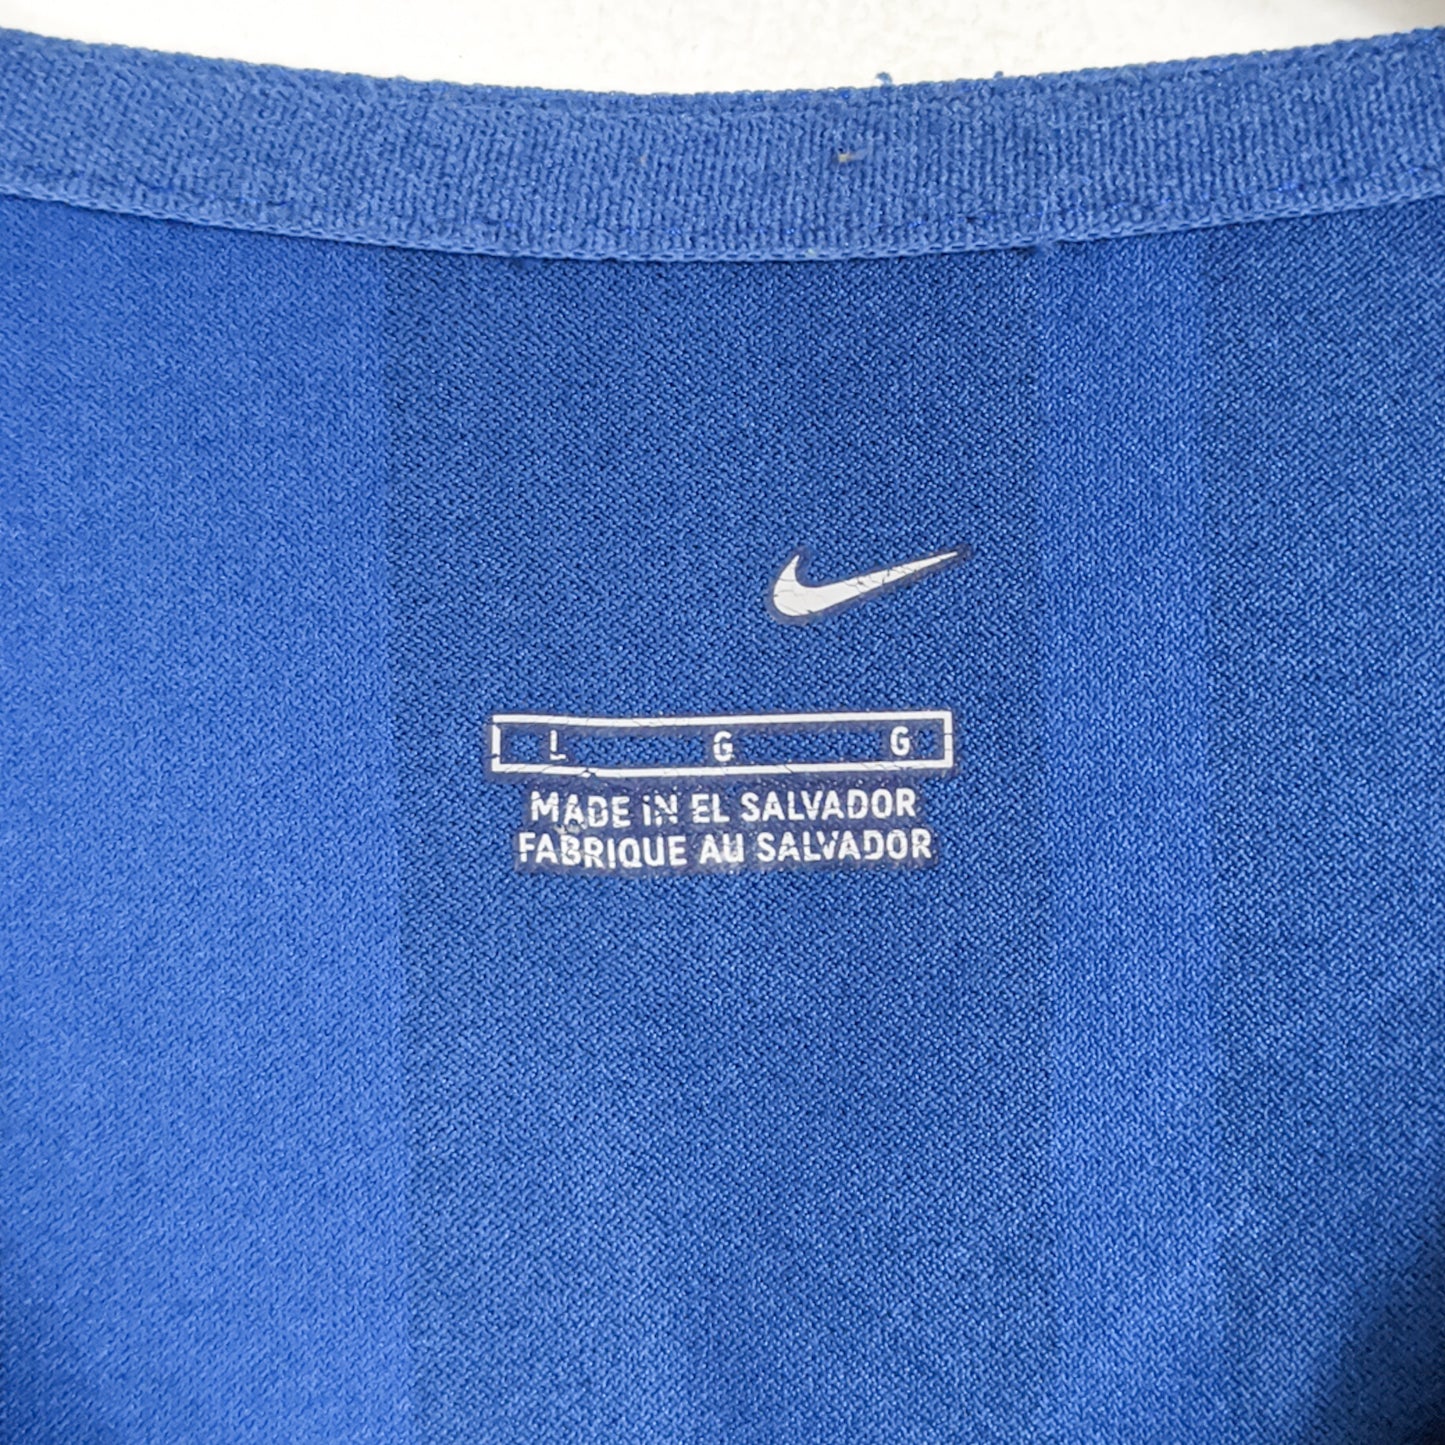 L G G
MADE IN EL SALVADOR
FABRIQUE AU SALVADOR